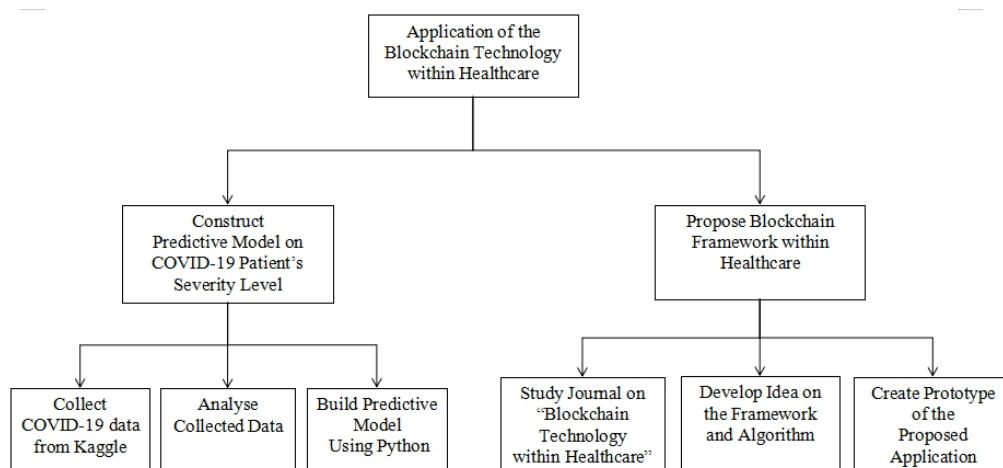 Application of the
Blockchain Technology
within Healthcare
Construct
Predictive Model on
COVID-19 Patient's
Severity Level
Propose Blockchain
Framework within
Healthcare
Collect
COVID-19 data
from Kaggle
Analyse
Collected Data
Build Predictive
Model
Using Python
Study Journal on
“Blockchain
Technology
within Healthcare”
Develop Idea on
the Framework
and Algorithm
Create Prototype
of the
Proposed
Application